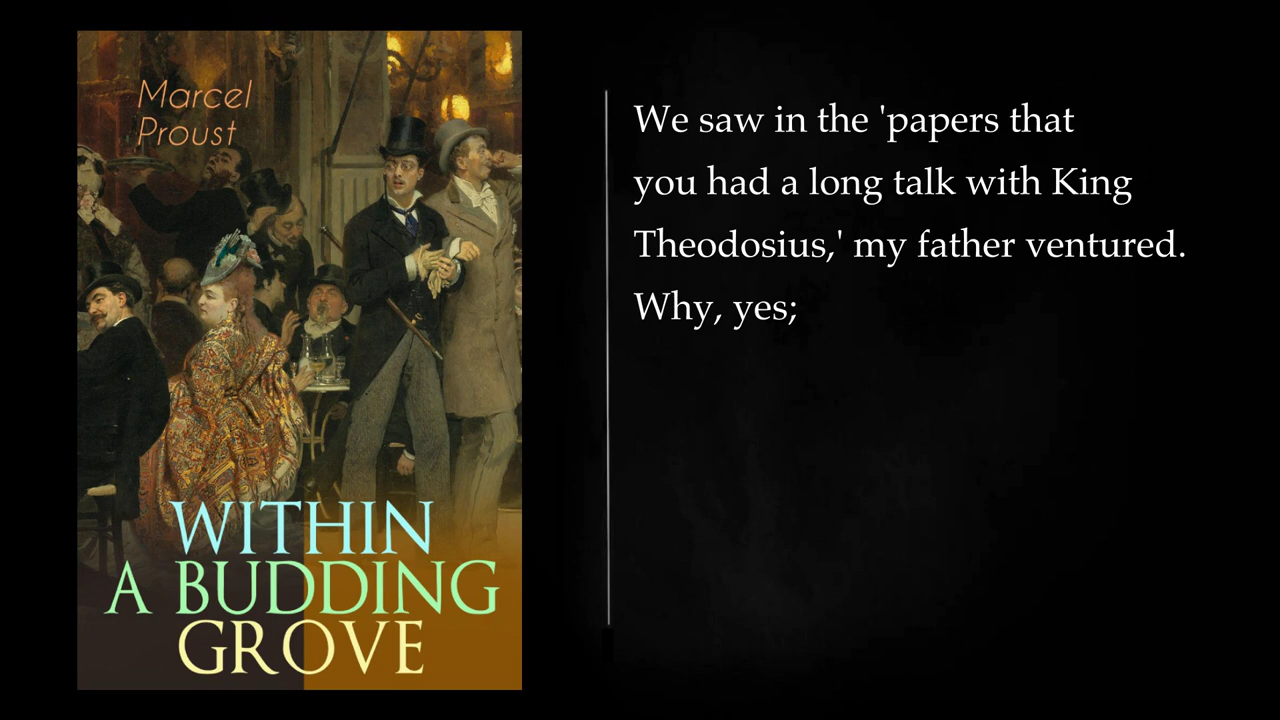 Marcel
Proust
WITHIN
A BUDDING
GROVE
We saw in the 'papers that
you had a long talk with King
Theodosius,' my father ventured.
Why, yes;